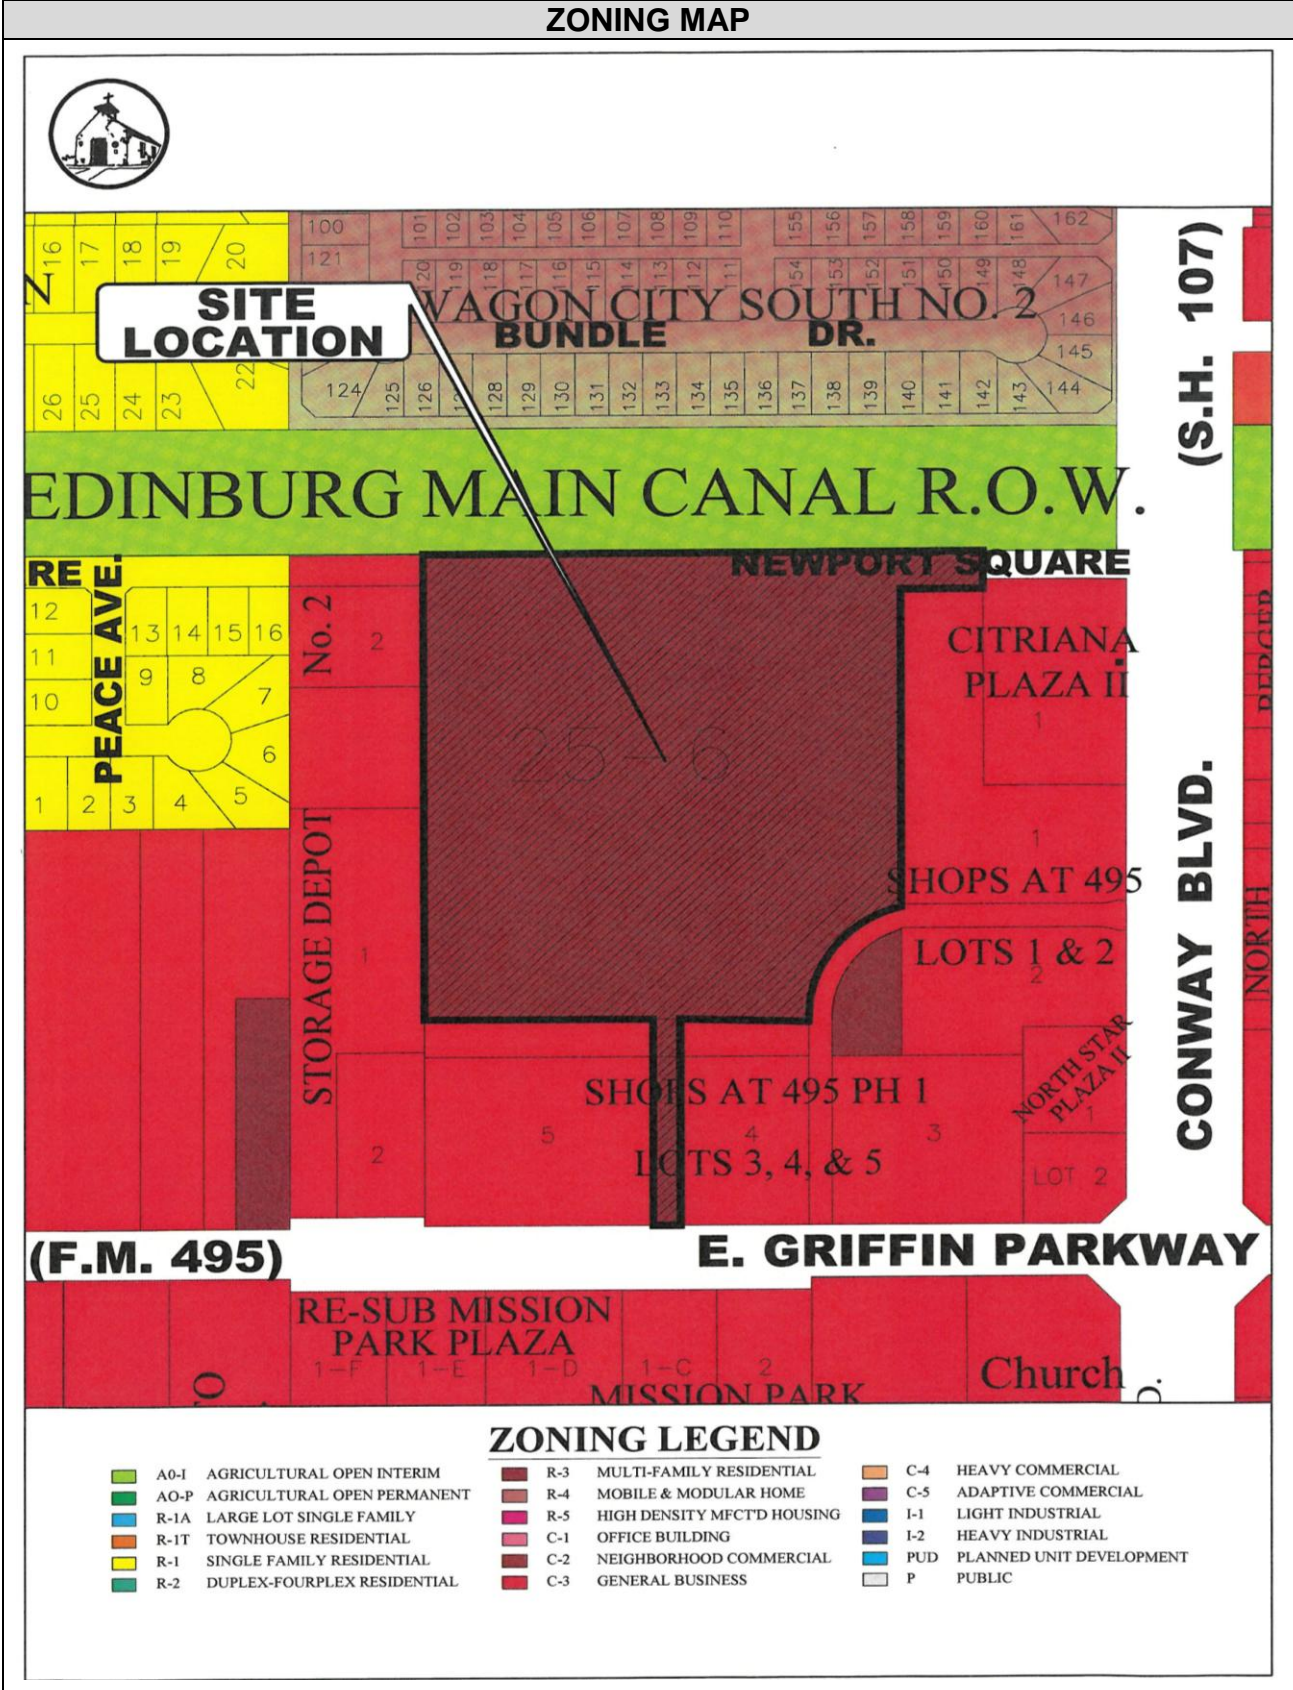 ZONING MAP
16
17
18
19
20
100
121
101
102
103
104
105
106
107
108
109
110
155
156
157
158
159
160
161
162
120
119
118
117
116
115
114
113
112
111
154
153
152
151
150
149
148
147
146
145
144
N
WAGON CITY SOUTH NO. 2
SITE
LOCATION
BUNDLE DR.
26
25
24
23
22
124
125
126
128
129
130
131
132
133
134
135
136
137
138
139
140
141
142
143
(S.H. 107)
EDINBURG MAIN CANAL R.O.W.
RE
NEWPORT SQUARE
PEACE AVE.
12
11
10
13
14
15
16
9
8
7
6
5
4
3
2
1
No. 2
2
STORAGE DEPOT
1
2
25-6
CITRIANA
PLAZA II
1
1
SHOPS AT 495
LOTS 1 & 2
2
CONWAY BLVD.
NORTH
NORTH STAR
PLAZA II
1
LOT 2
SHOPS AT 495 PH 1
5
4
3
LOTS 3, 4, & 5
(F.M. 495)
E. GRIFFIN PARKWAY
RE-SUB MISSION
PARK PLAZA
1-F
1-E
1-D
1-C
2
MISSION PARK
Church
ZONING LEGEND
A0-I AGRICULTURAL OPEN INTERIM
AO-P AGRICULTURAL OPEN PERMANENT
R-1A LARGE LOT SINGLE FAMILY
R-1T TOWNHOUSE RESIDENTIAL
R-1 SINGLE FAMILY RESIDENTIAL
R-2 DUPLEX-FOURPLEX RESIDENTIAL
R-3 MULTI-FAMILY RESIDENTIAL
R-4 MOBILE & MODULAR HOME
R-5 HIGH DENSITY MFCT'D HOUSING
C-1 OFFICE BUILDING
C-2 NEIGHBORHOOD COMMERCIAL
C-3 GENERAL BUSINESS
C-4 HEAVY COMMERCIAL
C-5 ADAPTIVE COMMERCIAL
I-1 LIGHT INDUSTRIAL
I-2 HEAVY INDUSTRIAL
PUD PLANNED UNIT DEVELOPMENT
P PUBLIC